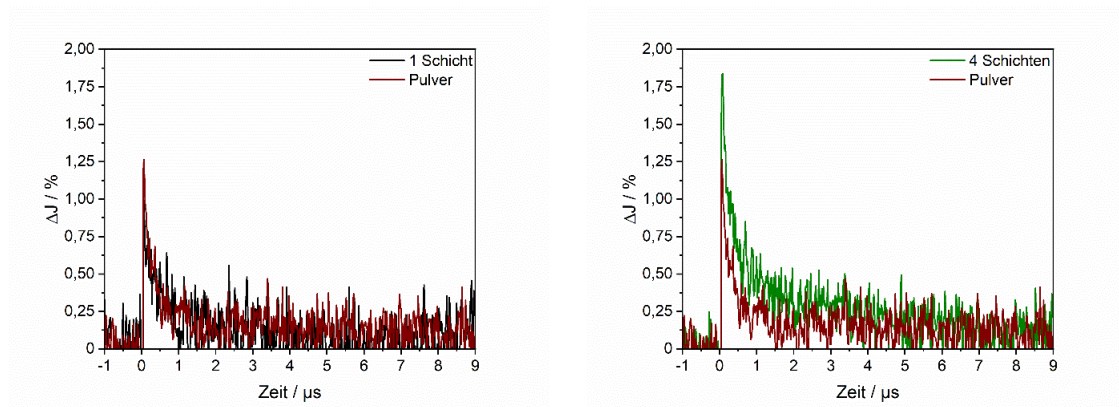 2,00
1,75
1,50
1,25
1,00
0,75
0,50
0,25
0
ΔJ / %
1 Schicht
Pulver
-1 0 1 2 3 4 5 6 7 8 9
Zeit / µs
2,00
1,75
1,50
1,25
1,00
0,75
0,50
0,25
0
ΔJ / %
4 Schichten
Pulver
-1 0 1 2 3 4 5 6 7 8 9
Zeit / µs